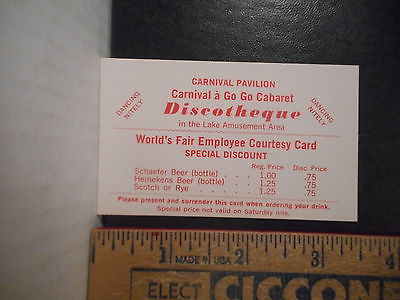 CARNIVAL PAVILION
Carnival à Go Go Cabaret
DANCING NITELY
Discotheque
DANCING NITELY
in the Lake Amusement Area
World's Fair Employee Courtesy Card
SPECIAL DISCOUNT
Reg. Price Disc. Price
Schaefer Beer (bottle) . . . 1.00 .75
Heinekens Beer (bottle) . . . 1.25 .75
Scotch or Rye . . . . 1.25 .75
Please present and surrender this card when ordering your drink.
Special price not valid on Saturday nite.
1 MADE IN U.S.A. 2 3 4
ELECT CICCONE